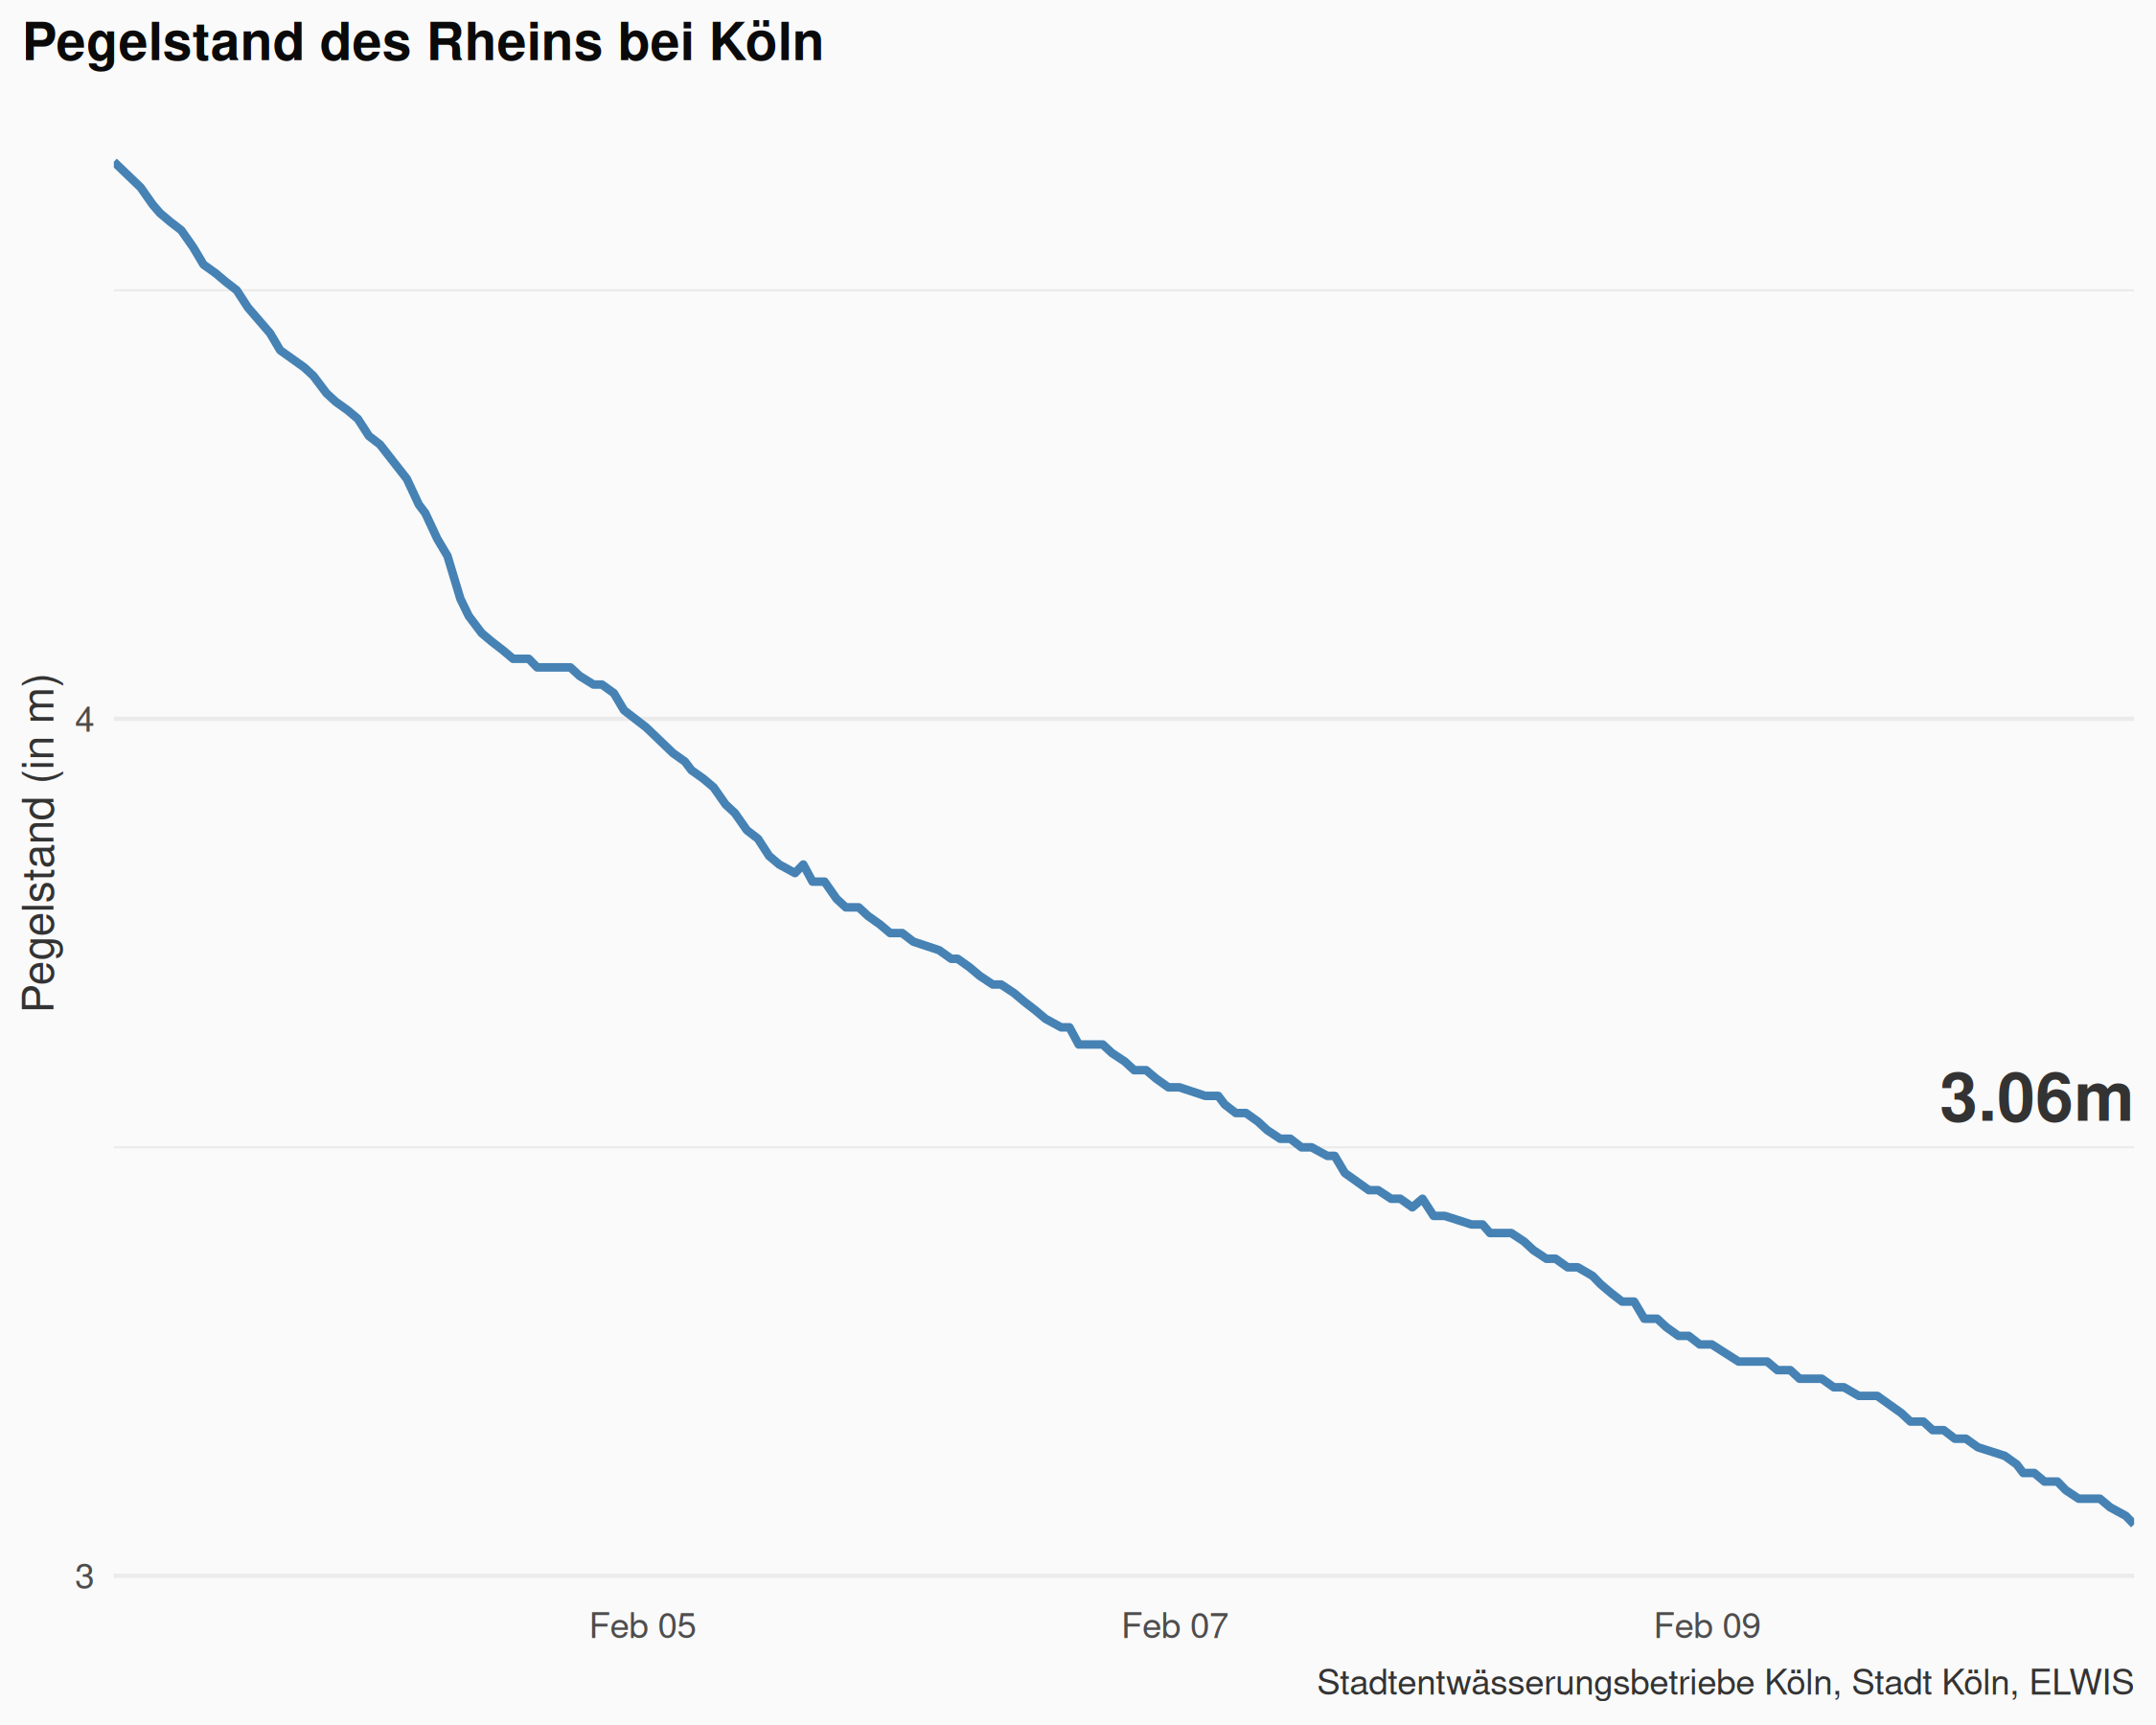 Pegelstand des Rheins bei Köln
Pegelstand (in m)
4
3.06m
3
Feb 05 Feb 07 Feb 09
Stadtentwässerungsbetriebe Köln, Stadt Köln, ELWIS